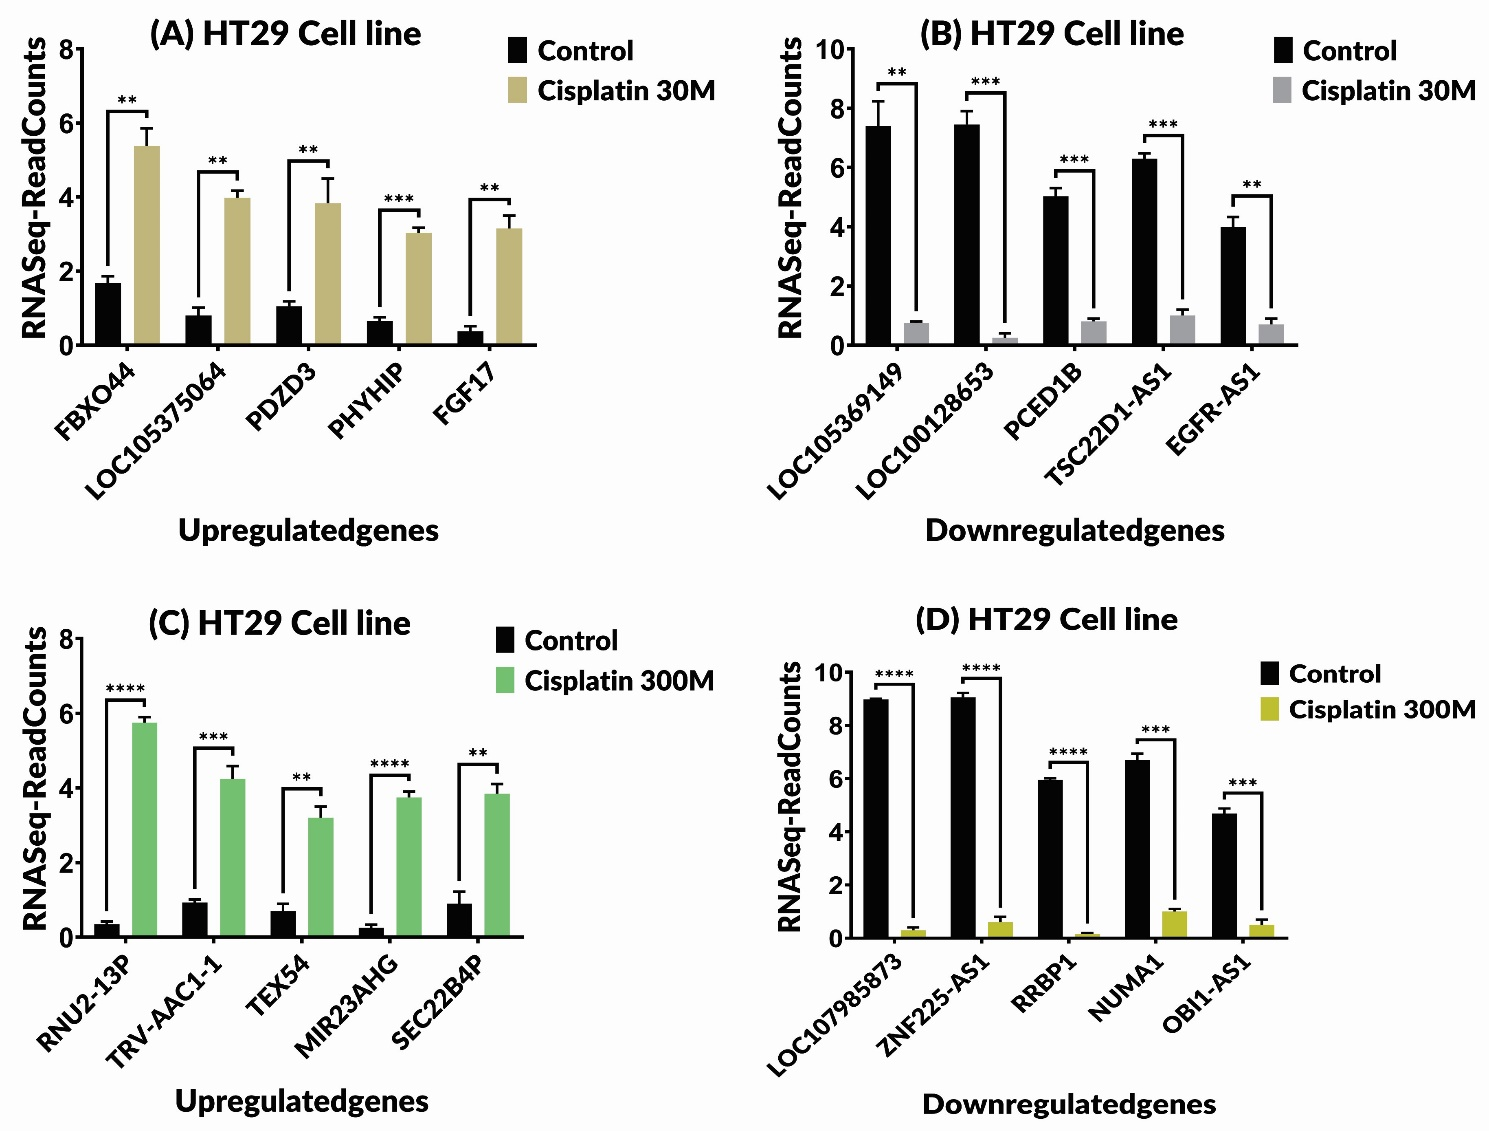 (A) HT29 Cell line
Control
Cisplatin 30M
RNASeq-ReadCounts
8
6
4
2
0
**
**
**
***
**
FBXO44
LOC105375064
PDZD3
PHYHIP
FGF17
Upregulatedgenes
(B) HT29 Cell line
Control
Cisplatin 30M
RNASeq-ReadCounts
10
8
6
4
2
0
**
***
***
***
**
LOC105369149
LOC100128653
PCED1B
TSC22D1-AS1
EGFR-AS1
Downregulatedgenes
(C) HT29 Cell line
Control
Cisplatin 300M
RNASeq-ReadCounts
8
6
4
2
0
****
***
**
****
**
RNU2-13P
TRV-AAC1-1
TEX54
MIR23AHG
SEC22B4P
Upregulatedgenes
(D) HT29 Cell line
Control
Cisplatin 300M
RNASeq-ReadCounts
10
8
6
4
2
0
****
****
****
***
***
LOC107985873
ZNF225-AS1
RRBP1
NUMA1
OBI1-AS1
Downregulatedgenes